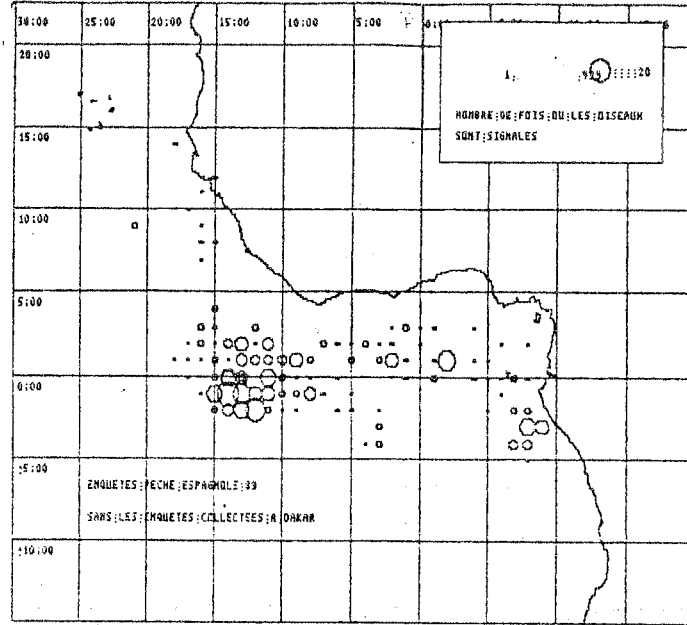 30:00 25:00 20:00 15:00 10:00 5:00
20:00
15:00
10:00
5:00
0:00
:5:00
:10:00
1: 20
NOMBRE:DE:FOIS:OU:LES:OISEAUX
SONT:SIGNALES
ENQUETES:PECHE:ESPAGNOLE:
SANS:LES:ENQUETES:COLLECTEES:A:DAKAR